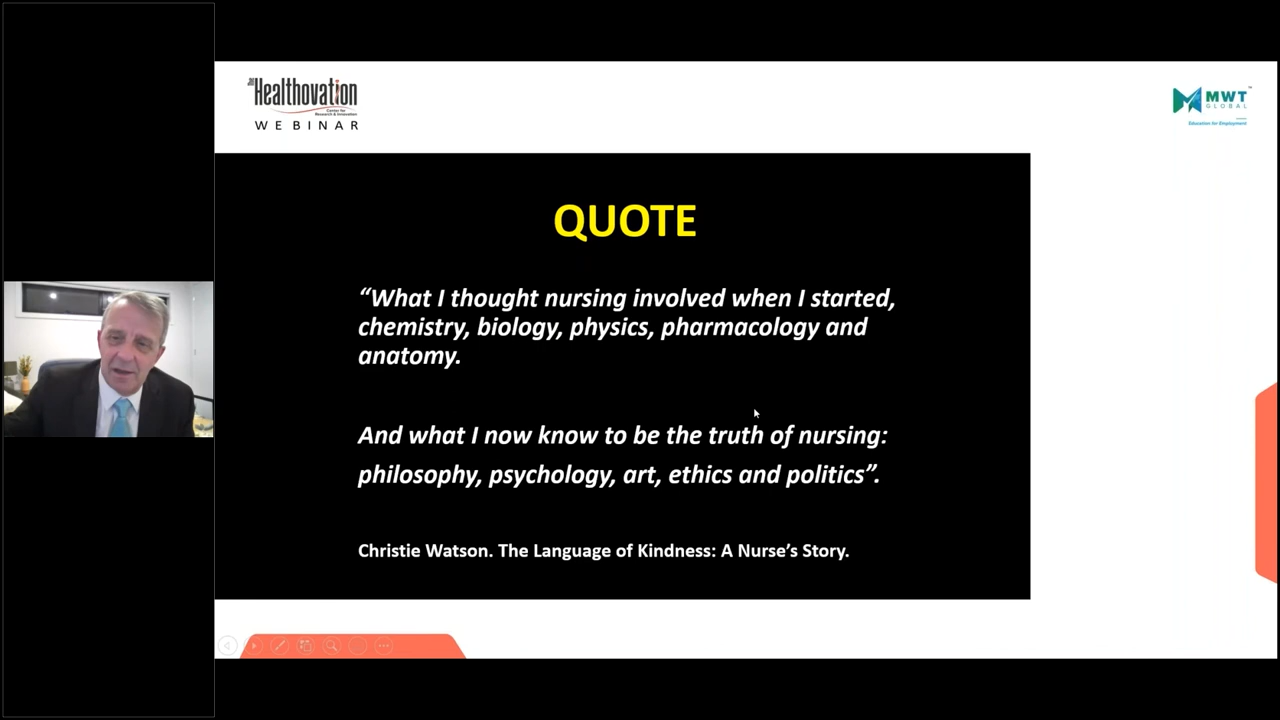 Healthovation
Center for
Research & Innovation
WEBINAR
MWT
GLOBAL
Education for Employment
QUOTE
“What I thought nursing involved when I started,
chemistry, biology, physics, pharmacology and
anatomy.
And what I now know to be the truth of nursing:
philosophy, psychology, art, ethics and politics”.
Christie Watson. The Language of Kindness: A Nurse’s Story.